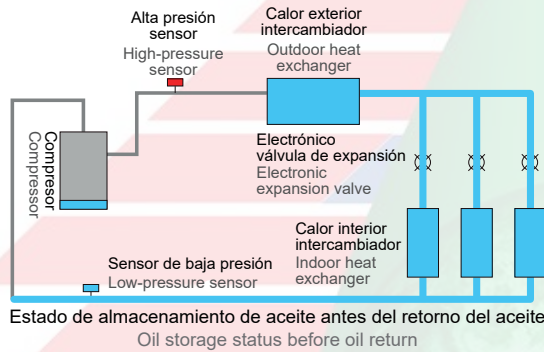 Alta presión
sensor
High-pressure
sensor
Calor exterior
intercambiador
Outdoor heat
exchanger
Compresor
Compressor
Electrónico
válvula de expansión
Electronic
expansion valve
Calor interior
intercambiador
Indoor heat
exchanger
Sensor de baja presión
Low-pressure sensor
Estado de almacenamiento de aceite antes del retorno del aceite
Oil storage status before oil return